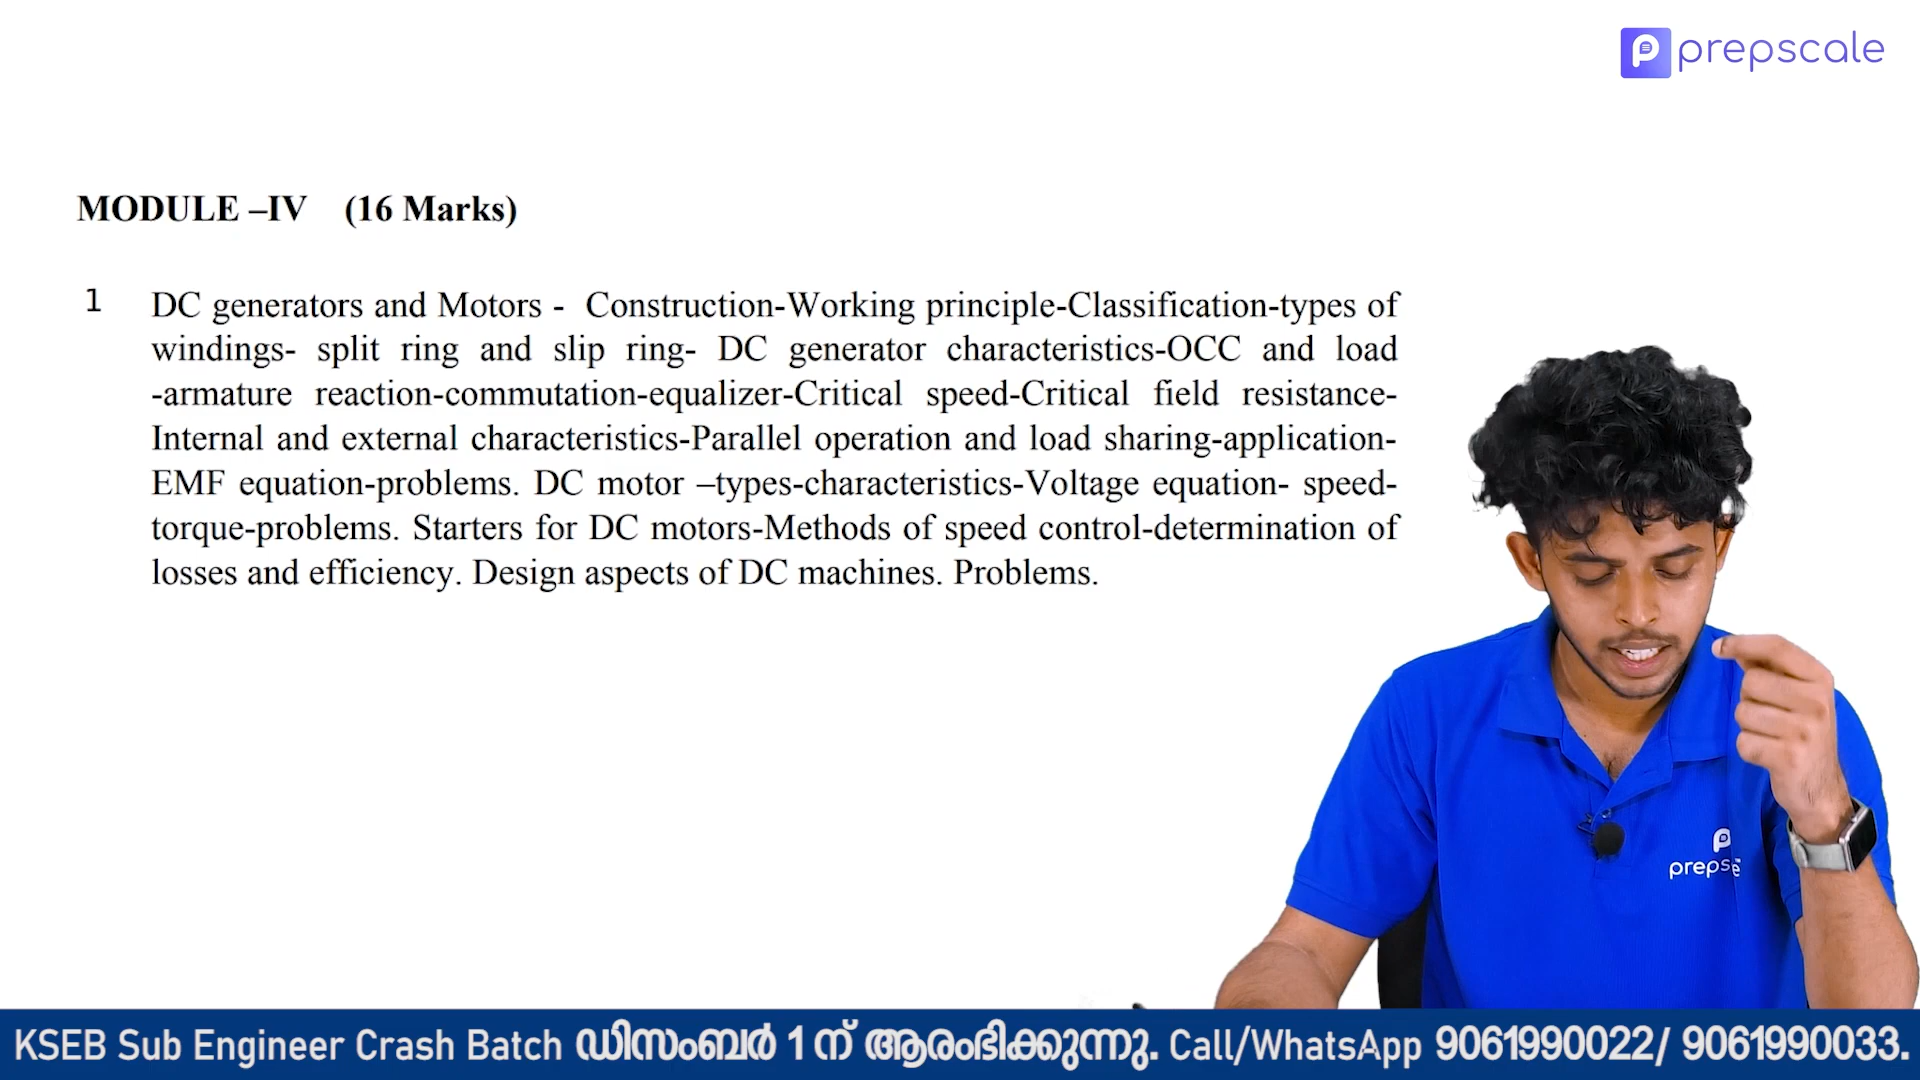 prepscale
MODULE –IV (16 Marks)
1 DC generators and Motors - Construction-Working principle-Classification-types of
windings- split ring and slip ring- DC generator characteristics-OCC and load
-armature reaction-commutation-equalizer-Critical speed-Critical field resistance-
Internal and external characteristics-Parallel operation and load sharing-application-
EMF equation-problems. DC motor –types-characteristics-Voltage equation- speed-
torque-problems. Starters for DC motors-Methods of speed control-determination of
losses and efficiency. Design aspects of DC machines. Problems.
KSEB Sub Engineer Crash Batch ഡിസംബർ 1 ന് ആരംഭിക്കുന്നു. Call/WhatsApp 9061990022/ 9061990033.